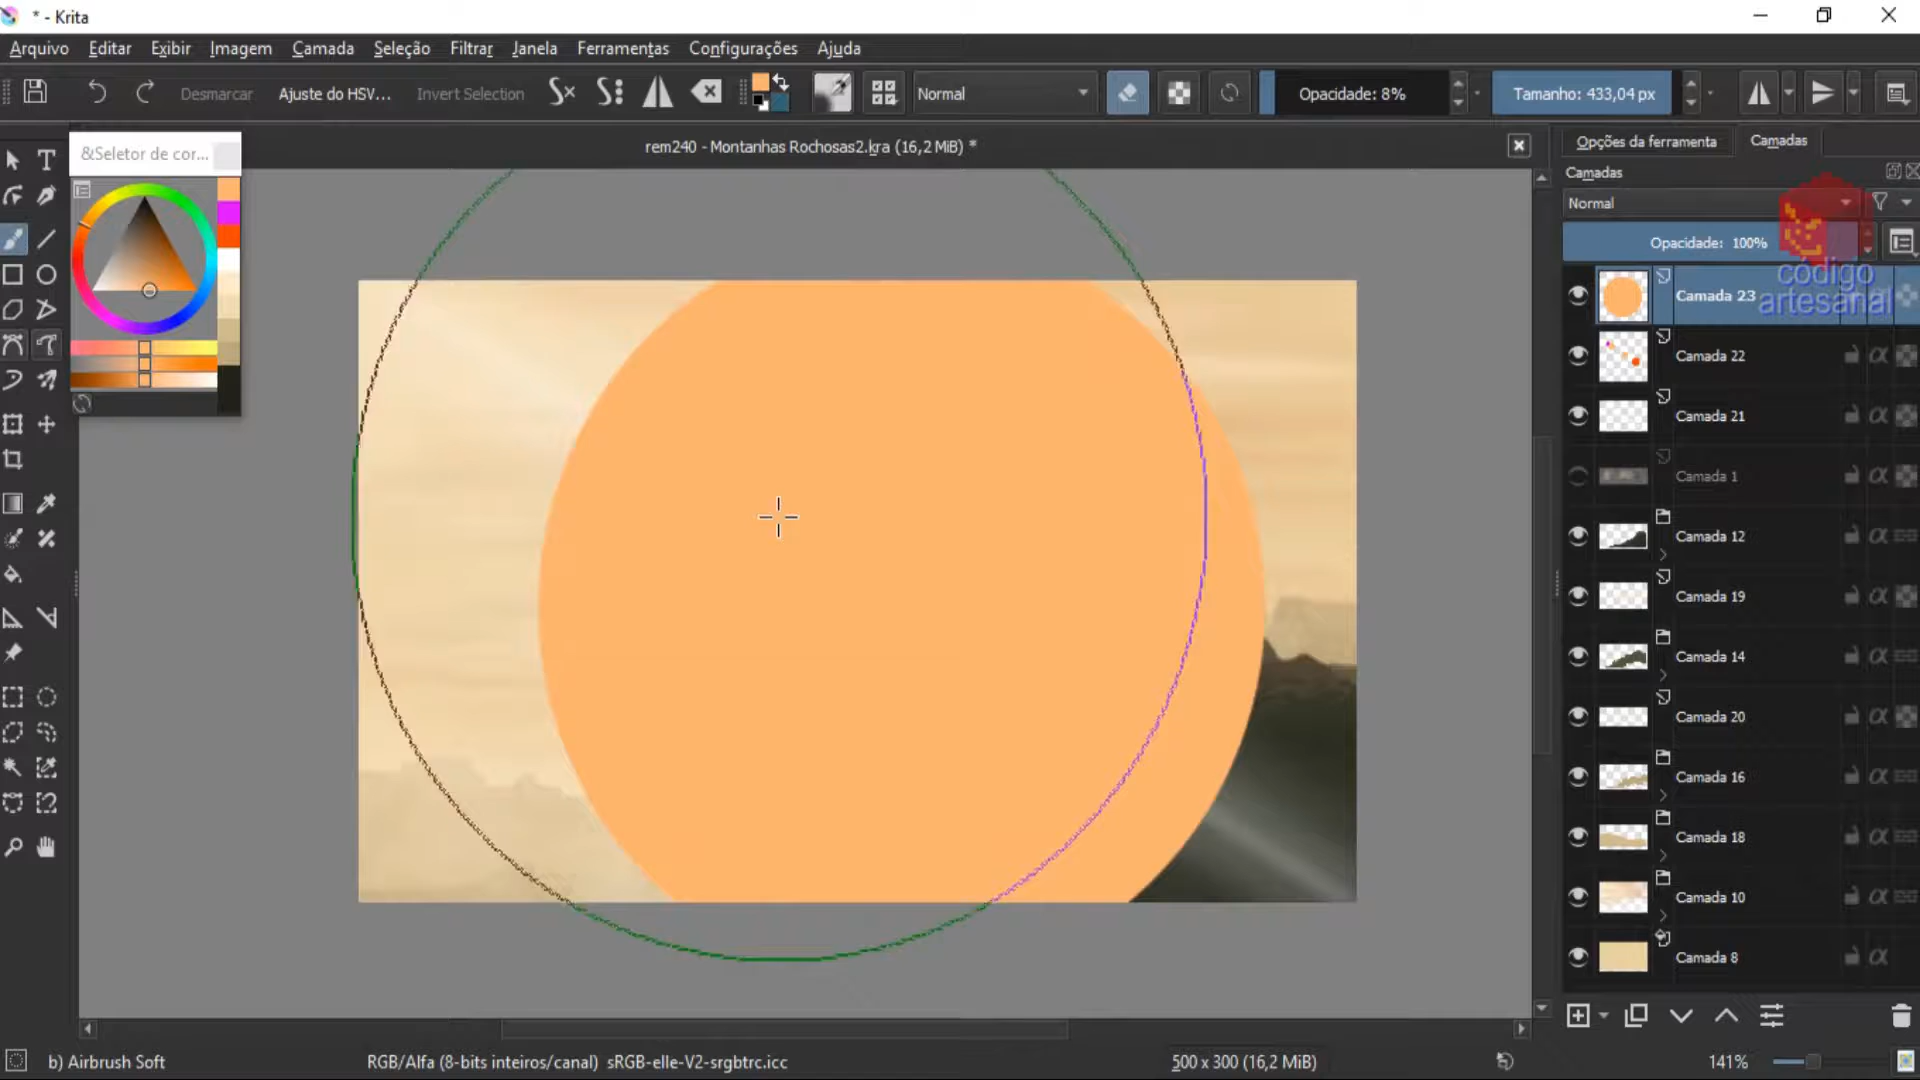 * - Krita
Arquivo Editar Exibir Imagem Camada Seleção Filtrar Janela Ferramentas Configurações Ajuda
Desmarcar Ajuste do HSV... Invert Selection Normal Opacidade: 8% Tamanho: 433,04 px
&Seletor de cor...
rem240 - Montanhas Rochosas2.kra (16,2 MiB) *
Opções da ferramenta Camadas
Camadas
Normal
Opacidade: 100%
código
artesanal
Camada 23
Camada 22
Camada 21
Camada 1
Camada 12
Camada 19
Camada 14
Camada 20
Camada 16
Camada 18
Camada 10
Camada 8
b) Airbrush Soft RGB/Alfa (8-bits inteiros/canal) sRGB-elle-V2-srgbtrc.icc 500 x 300 (16,2 MiB) 141%